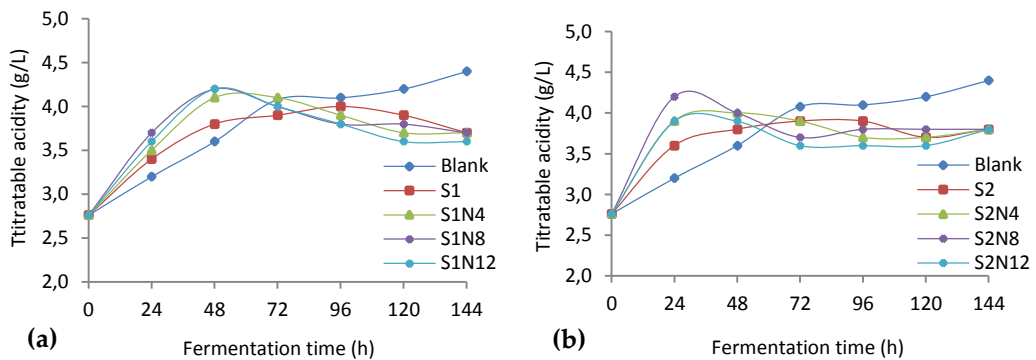 Ttitratable acidity (g/L)
5,0
4,5
4,0
3,5
3,0
2,5
2,0
0 24 48 72 96 120 144
Fermentation time (h)
Blank
S1
S1N4
S1N8
S1N12
(a)
Titratable acidity (g/L)
5,0
4,5
4,0
3,5
3,0
2,5
2,0
0 24 48 72 96 120 144
Fermentation time (h)
Blank
S2
S2N4
S2N8
S2N12
(b)